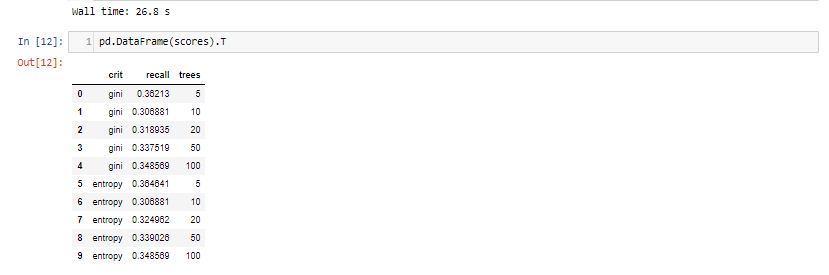 Wall time: 26.8 s
In [12]: 1 pd.DataFrame(scores).T
Out[12]:
crit recall trees
0 gini 0.36213 5
1 gini 0.306881 10
2 gini 0.318935 20
3 gini 0.337519 50
4 gini 0.348569 100
5 entropy 0.364641 5
6 entropy 0.306881 10
7 entropy 0.324962 20
8 entropy 0.339026 50
9 entropy 0.348569 100